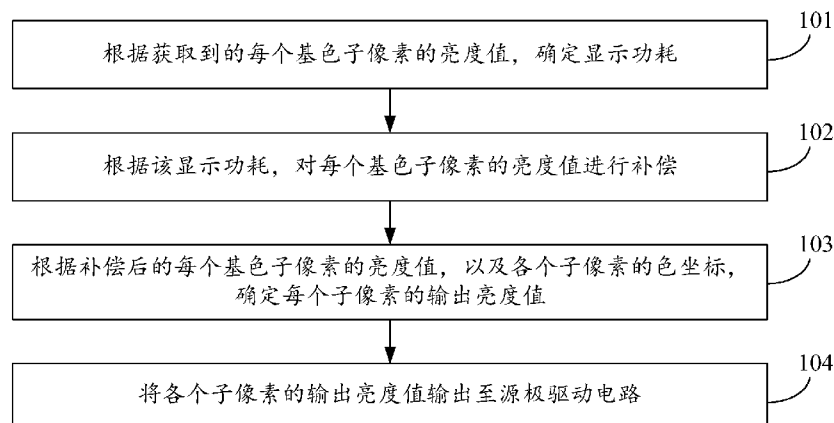 101
根据获取到的每个基色子像素的亮度值，确定显示功耗
102
根据该显示功耗，对每个基色子像素的亮度值进行补偿
103
根据补偿后的每个基色子像素的亮度值，以及各个子像素的色坐标，
确定每个子像素的输出亮度值
104
将各个子像素的输出亮度值输出至源极驱动电路